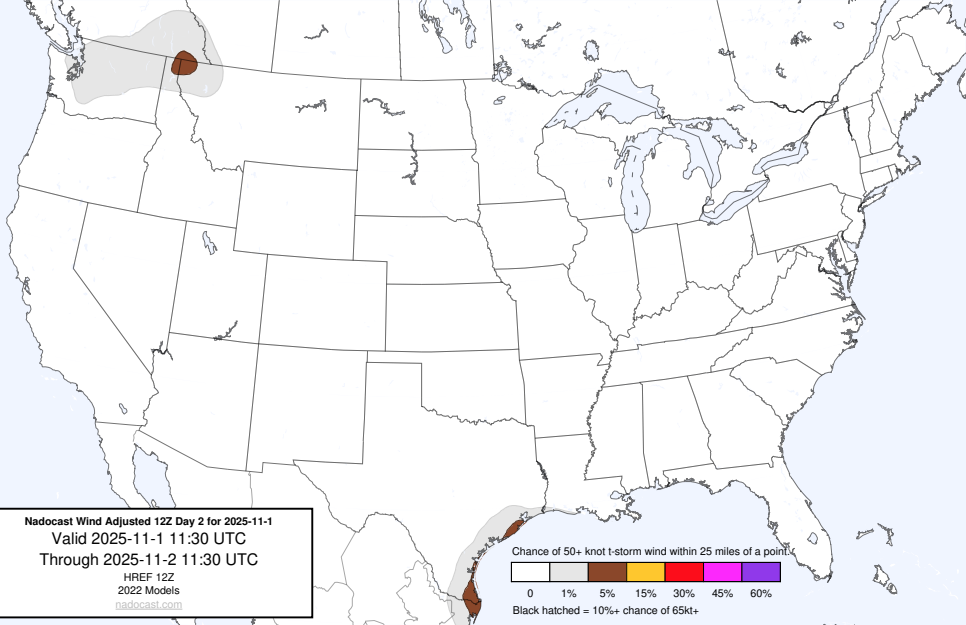 Nadocast Wind Adjusted 12Z Day 2 for 2025-11-1
Valid 2025-11-1 11:30 UTC
Through 2025-11-2 11:30 UTC
HREF 12Z
2022 Models
nadocast.com
Chance of 50+ knot t-storm wind within 25 miles of a point.
0 1% 5% 15% 30% 45% 60%
Black hatched = 10%+ chance of 65kt+